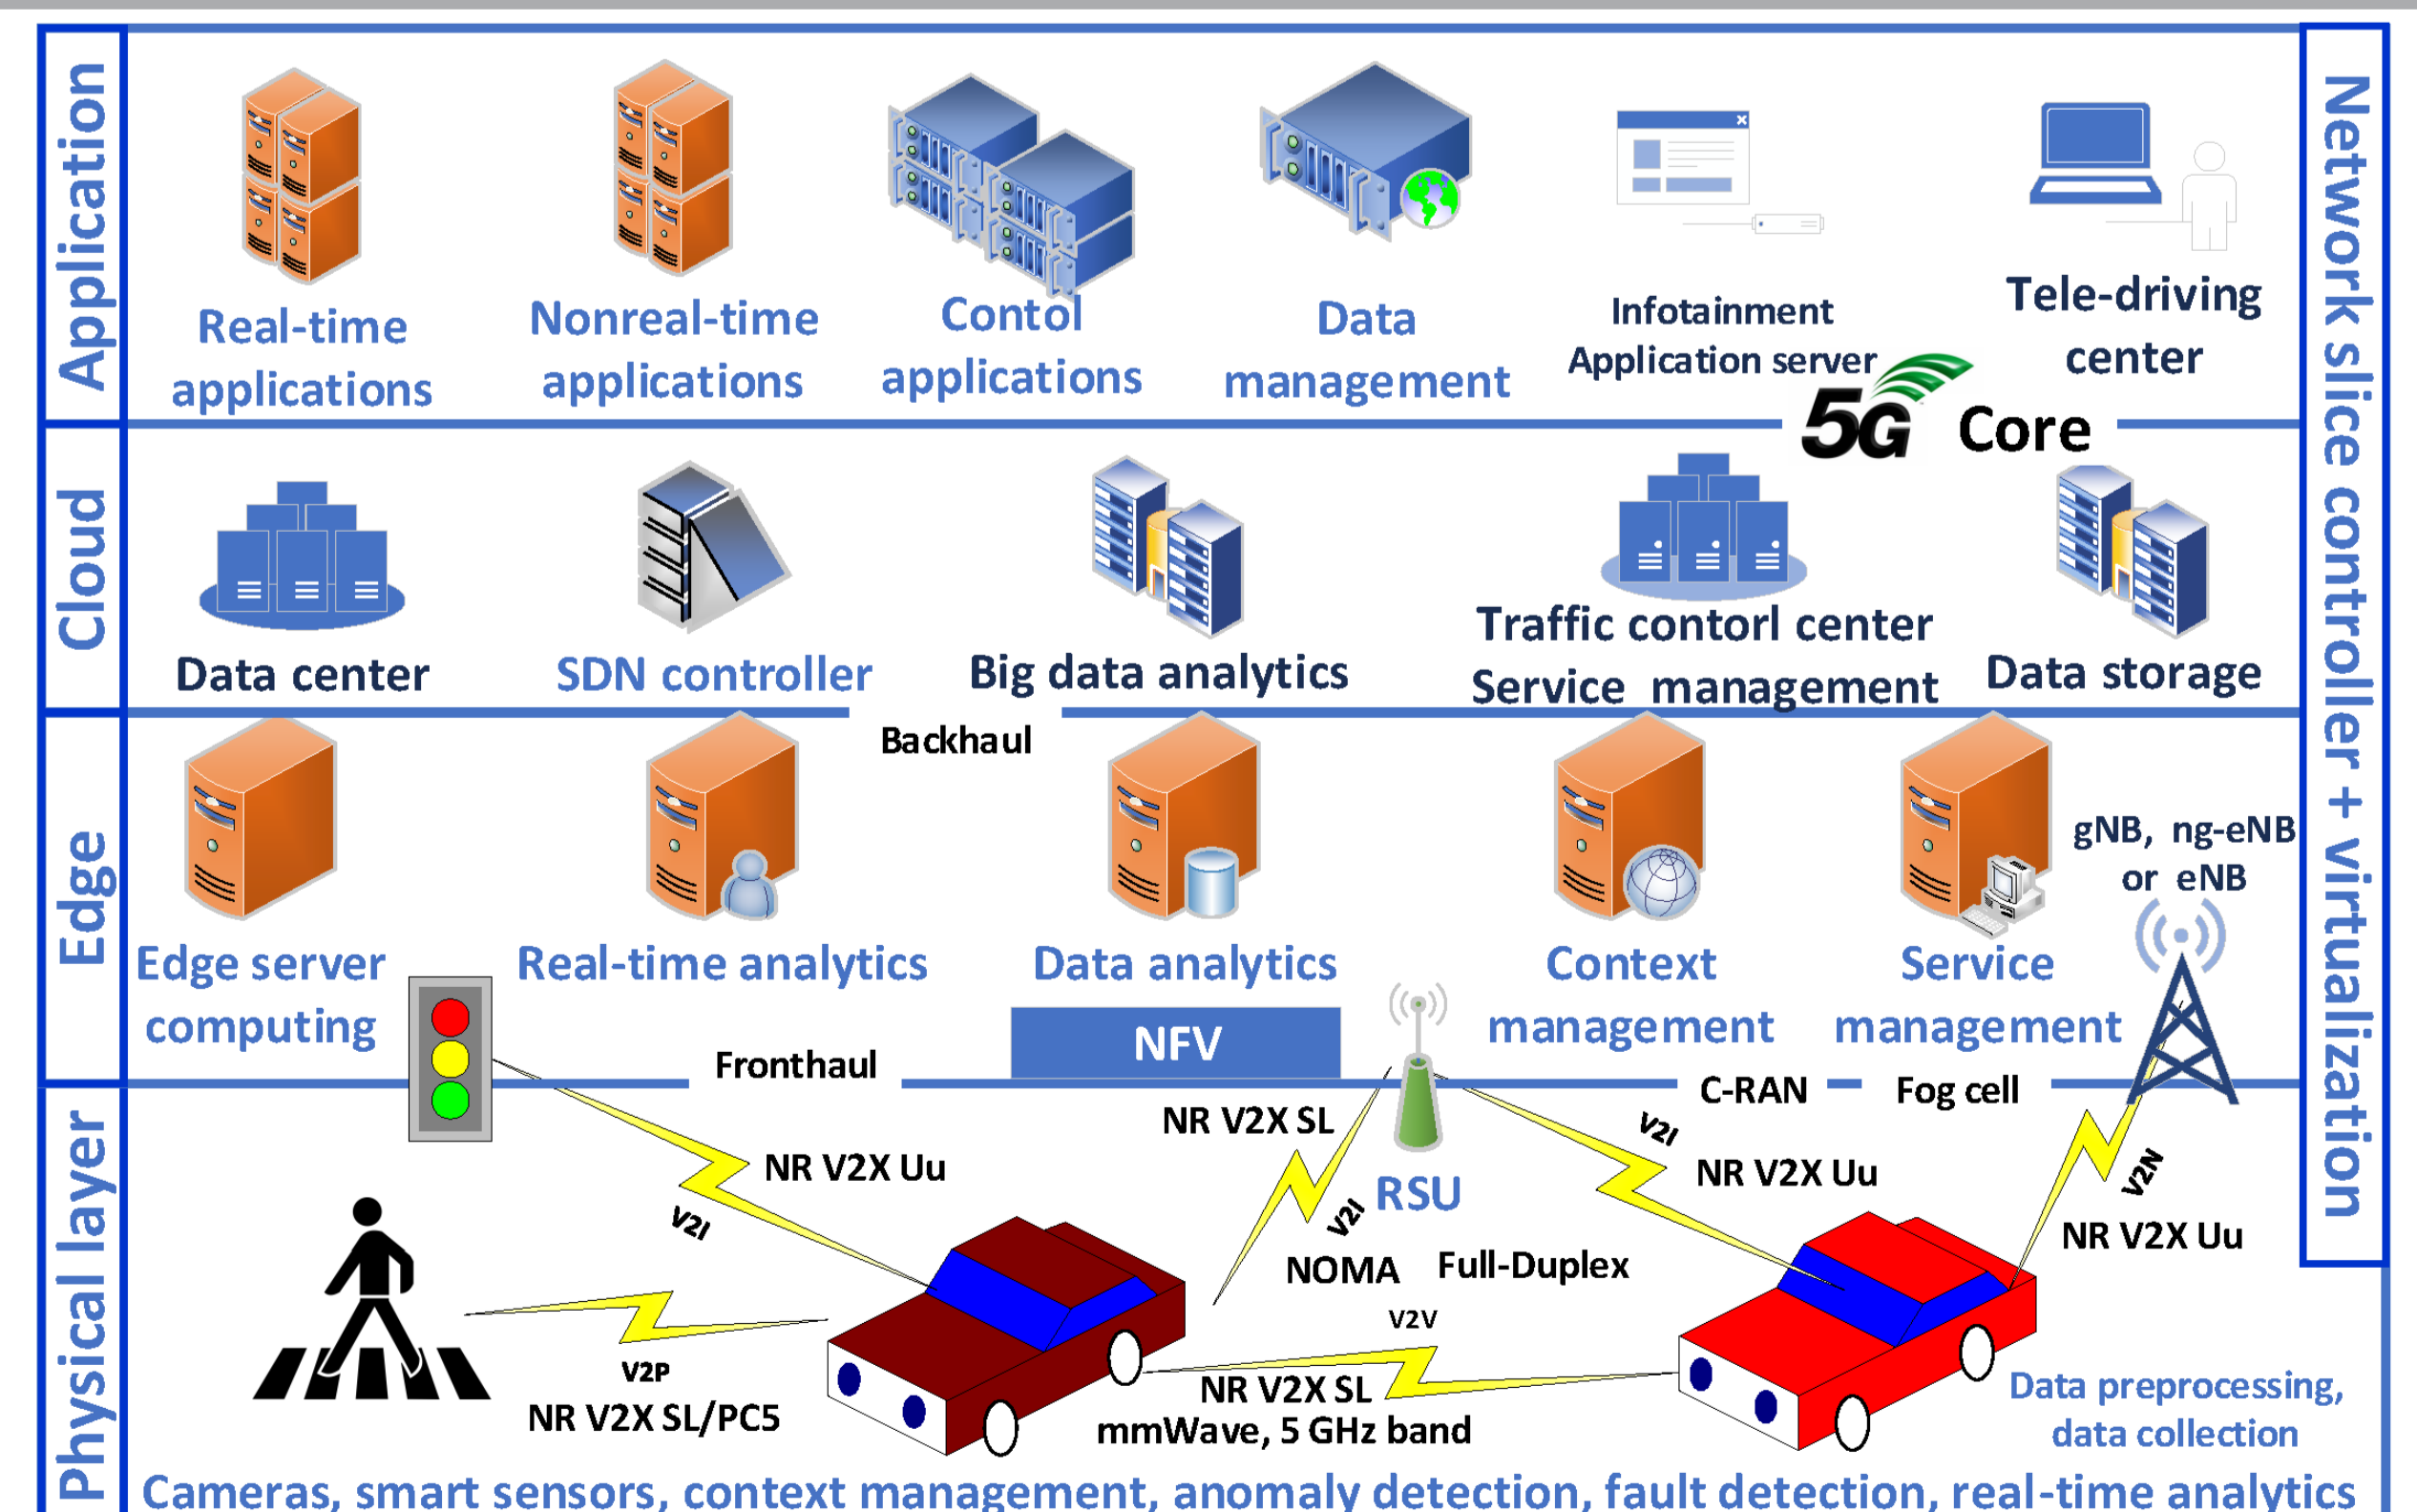 Application
Real-time
applications
Nonreal-time
applications
Contol
applications
Data
management
Infotainment
Application server
Tele-driving
center
5G Core
Cloud
Data center
SDN controller
Big data analytics
Traffic contorl center
Service management
Data storage
Backhaul
Edge
Edge server
computing
Real-time analytics
Data analytics
Context
management
Service
management
gNB, ng-eNB
or eNB
NFV
Fronthaul
C-RAN
Fog cell
Physical layer
NR V2X Uu
V2I
NR V2X SL
V2I
RSU
V2I
NR V2X Uu
V2N
NR V2X Uu
NOMA
Full-Duplex
V2V
V2P
NR V2X SL/PC5
NR V2X SL
mmWave, 5 GHz band
Data preprocessing,
data collection
Cameras, smart sensors, context management, anomaly detection, fault detection, real-time analytics
Network slice controller + virtualization